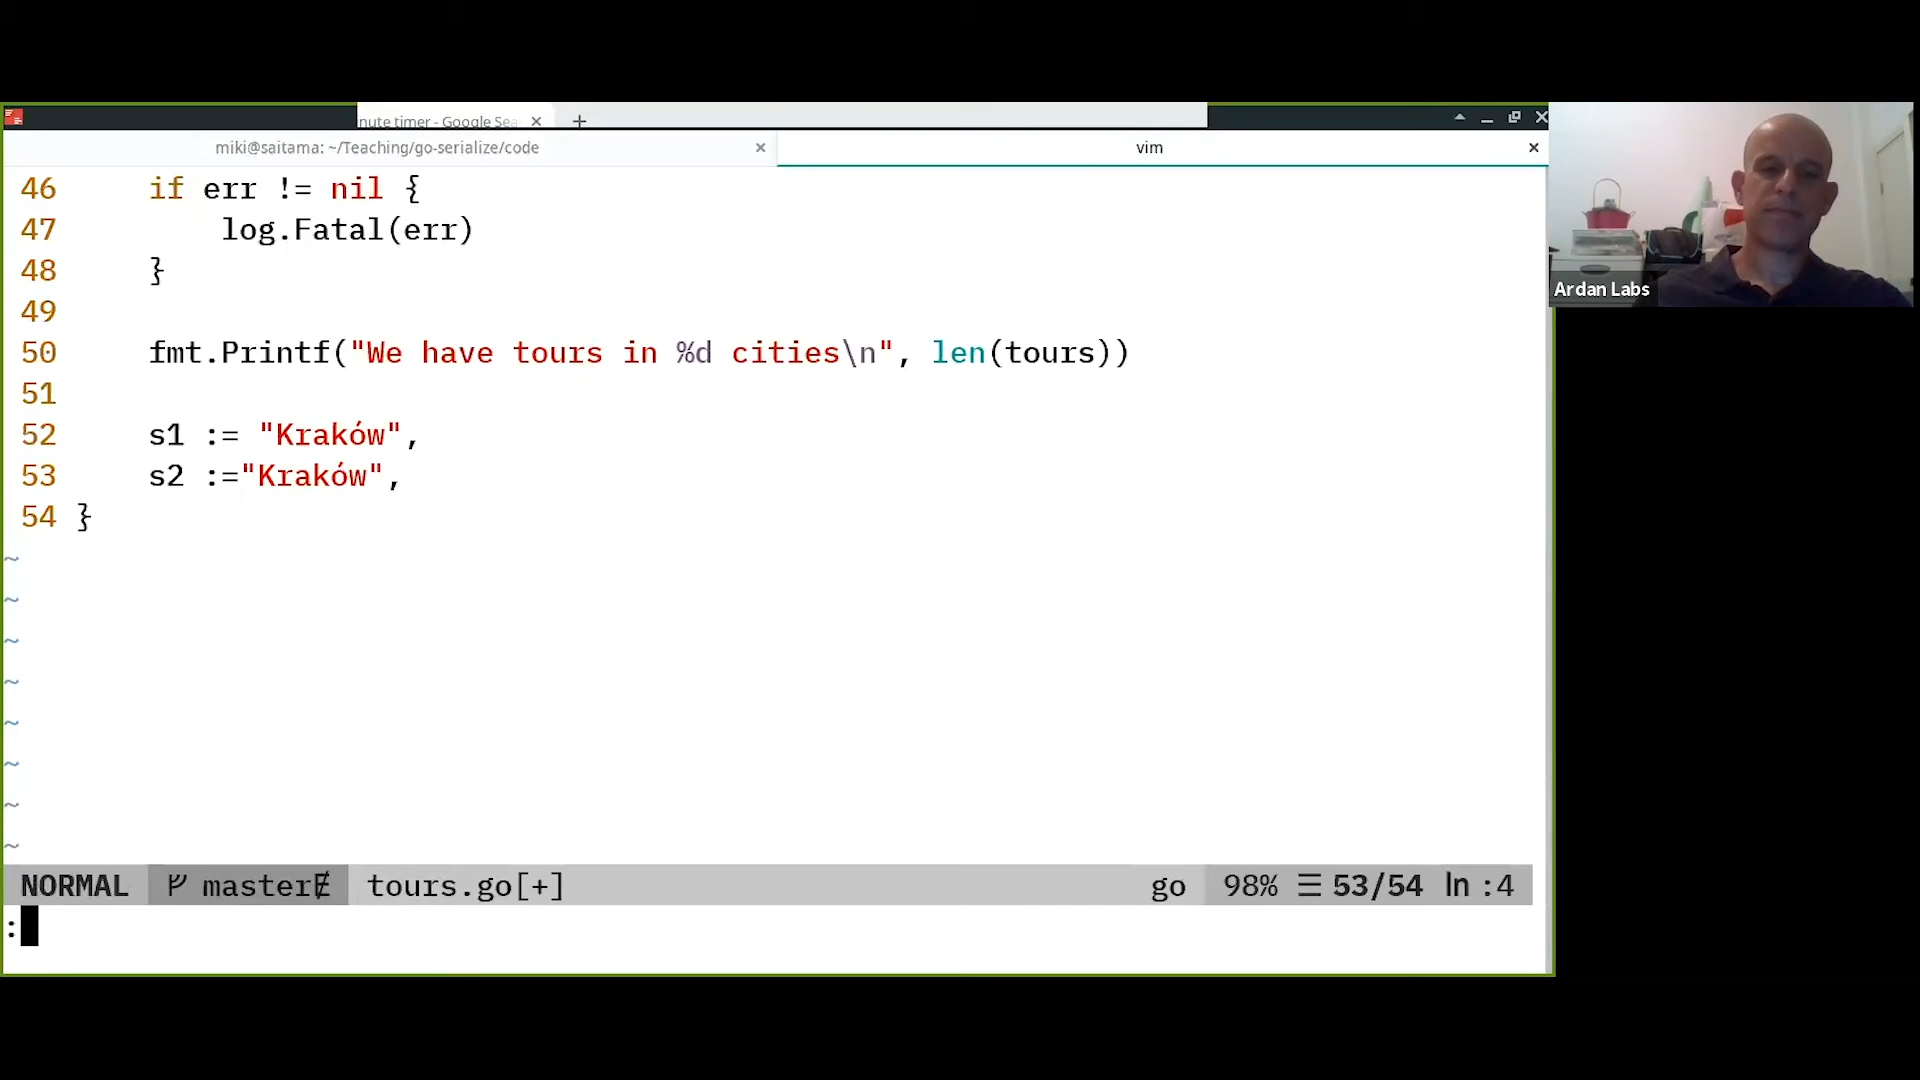 nute timer - Google Sea
miki@saitama: ~/Teaching/go-serialize/code
vim
46 if err != nil {
47 log.Fatal(err)
48 }
49
50 fmt.Printf("We have tours in %d cities\n", len(tours))
51
52 s1 := "Kraków",
53 s2 :="Kraków",
54 }
~
~
~
~
~
~
~
~
NORMAL master tours.go[+] go 98% ☰ 53/54 ln :4
:
Ardan Labs